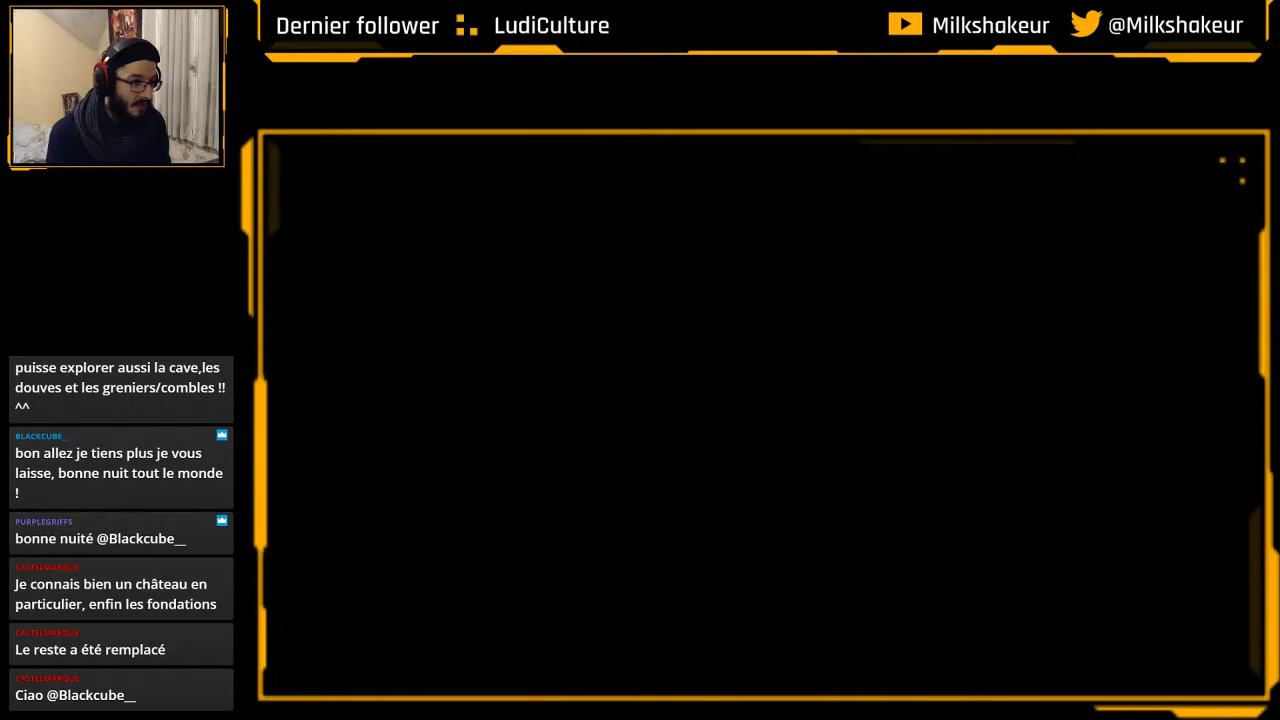 Dernier follower LudiCulture Milkshakeur @Milkshakeur
puisse explorer aussi la cave,les
douves et les greniers/combles !!
^^
BLACKCUBE_
bon allez je tiens plus je vous
laisse, bonne nuit tout le monde
!
PURPLEGRIFFS
bonne nuité @Blackcube__
CASTELMARQUE
Je connais bien un château en
particulier, enfin les fondations
CASTELMARQUE
Le reste a été remplacé
CASTELMARQUE
Ciao @Blackcube__